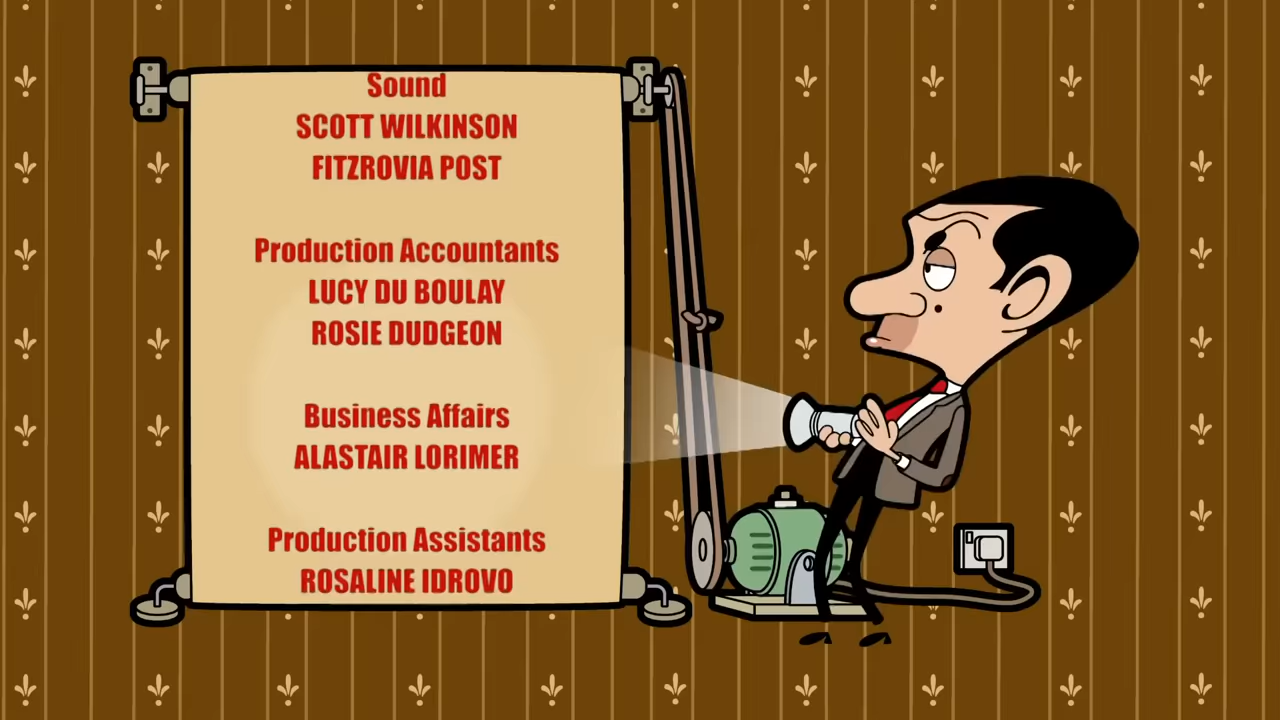 Sound
SCOTT WILKINSON
FITZROVIA POST
Production Accountants
LUCY DU BOULAY
ROSIE DUDGEON
Business Affairs
ALASTAIR LORIMER
Production Assistants
ROSALINE IDROVO